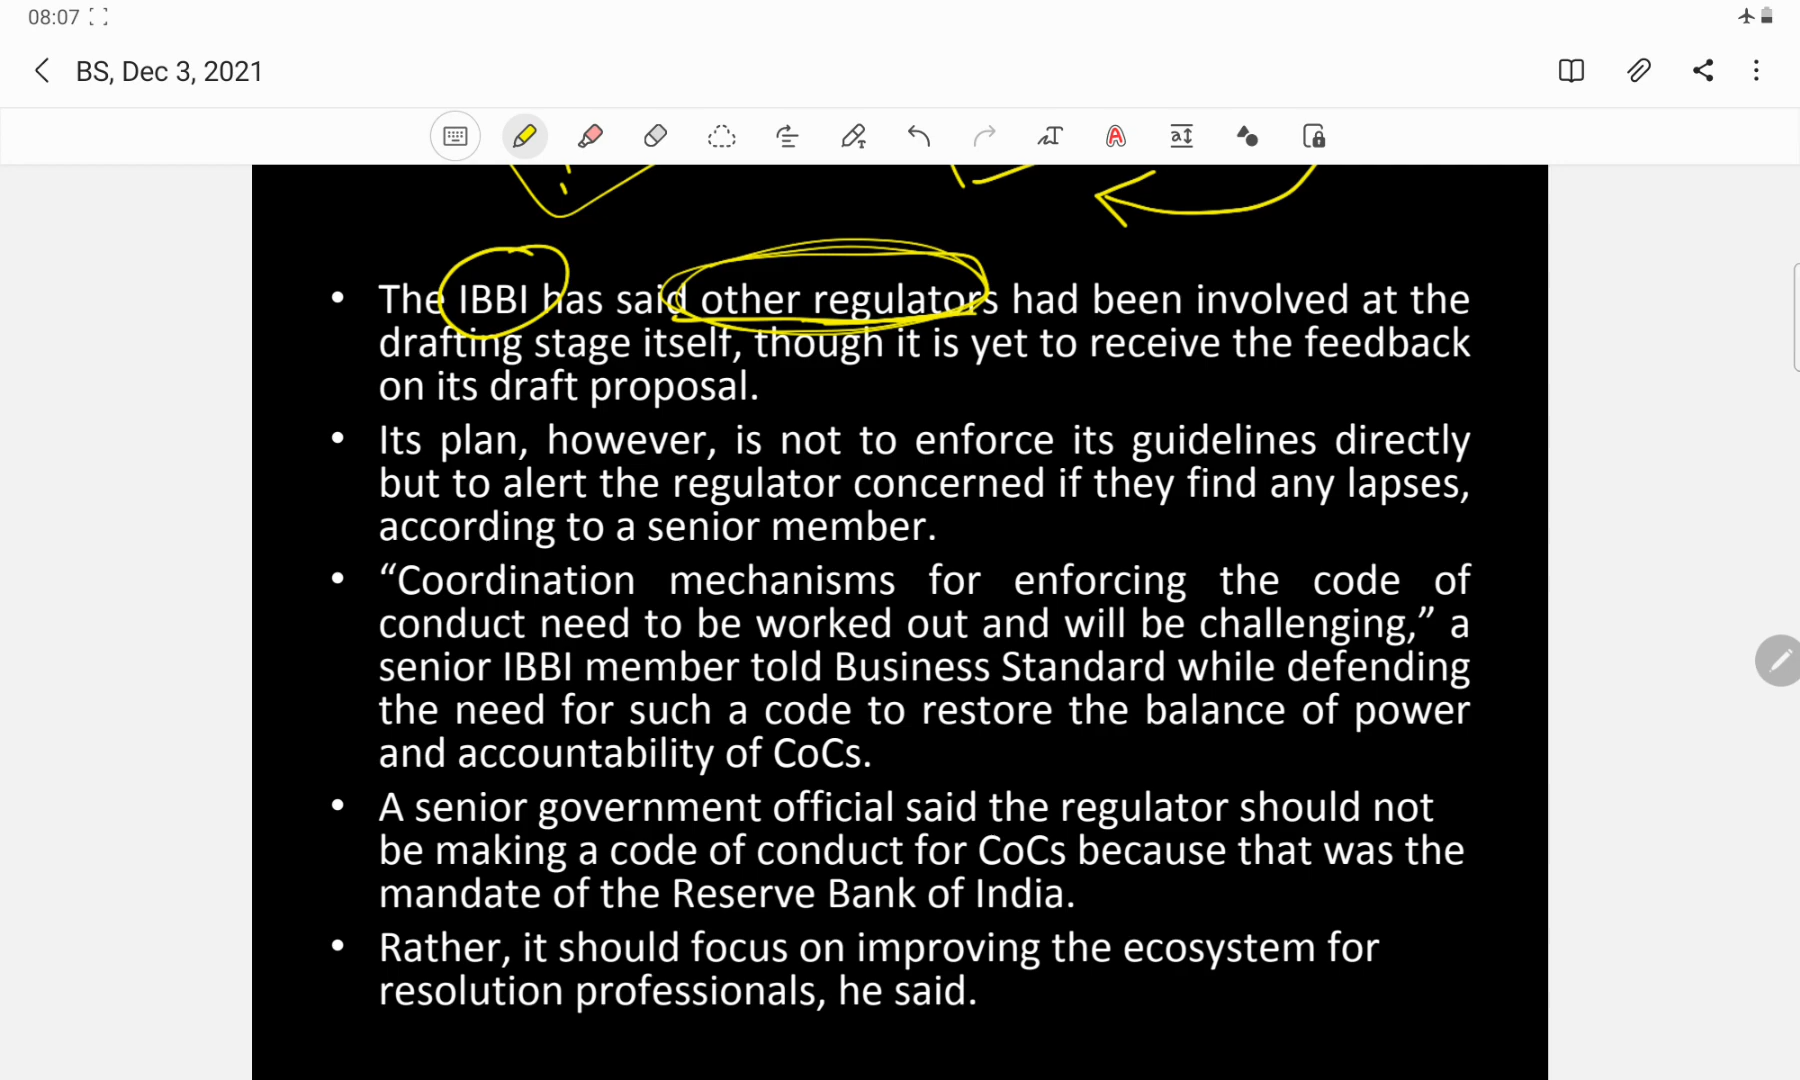 08:07
BS, Dec 3, 2021
• The IBBI has said other regulators had been involved at the
drafting stage itself, though it is yet to receive the feedback
on its draft proposal.
• Its plan, however, is not to enforce its guidelines directly
but to alert the regulator concerned if they find any lapses,
according to a senior member.
• “Coordination mechanisms for enforcing the code of
conduct need to be worked out and will be challenging,” a
senior IBBI member told Business Standard while defending
the need for such a code to restore the balance of power
and accountability of CoCs.
• A senior government official said the regulator should not
be making a code of conduct for CoCs because that was the
mandate of the Reserve Bank of India.
• Rather, it should focus on improving the ecosystem for
resolution professionals, he said.